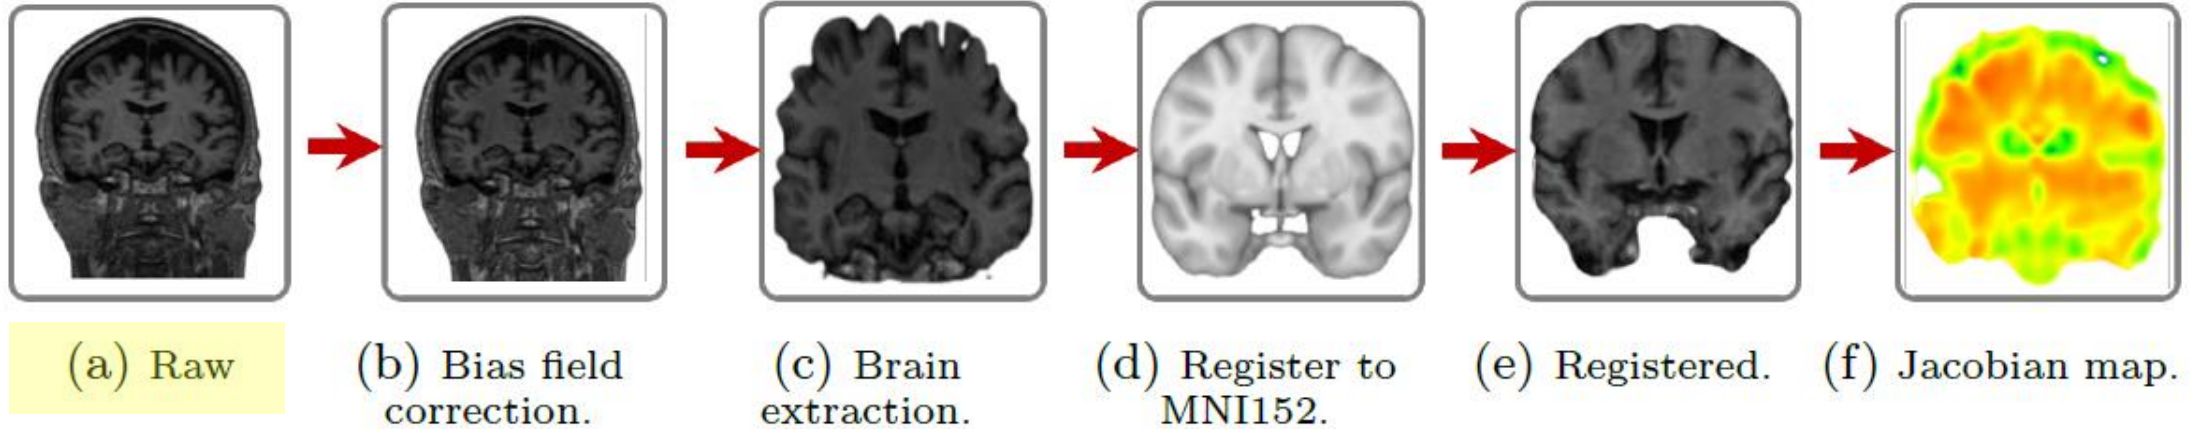 (a) Raw
(b) Bias field
correction.
(c) Brain
extraction.
(d) Register to
MNI152.
(e) Registered.
(f) Jacobian map.